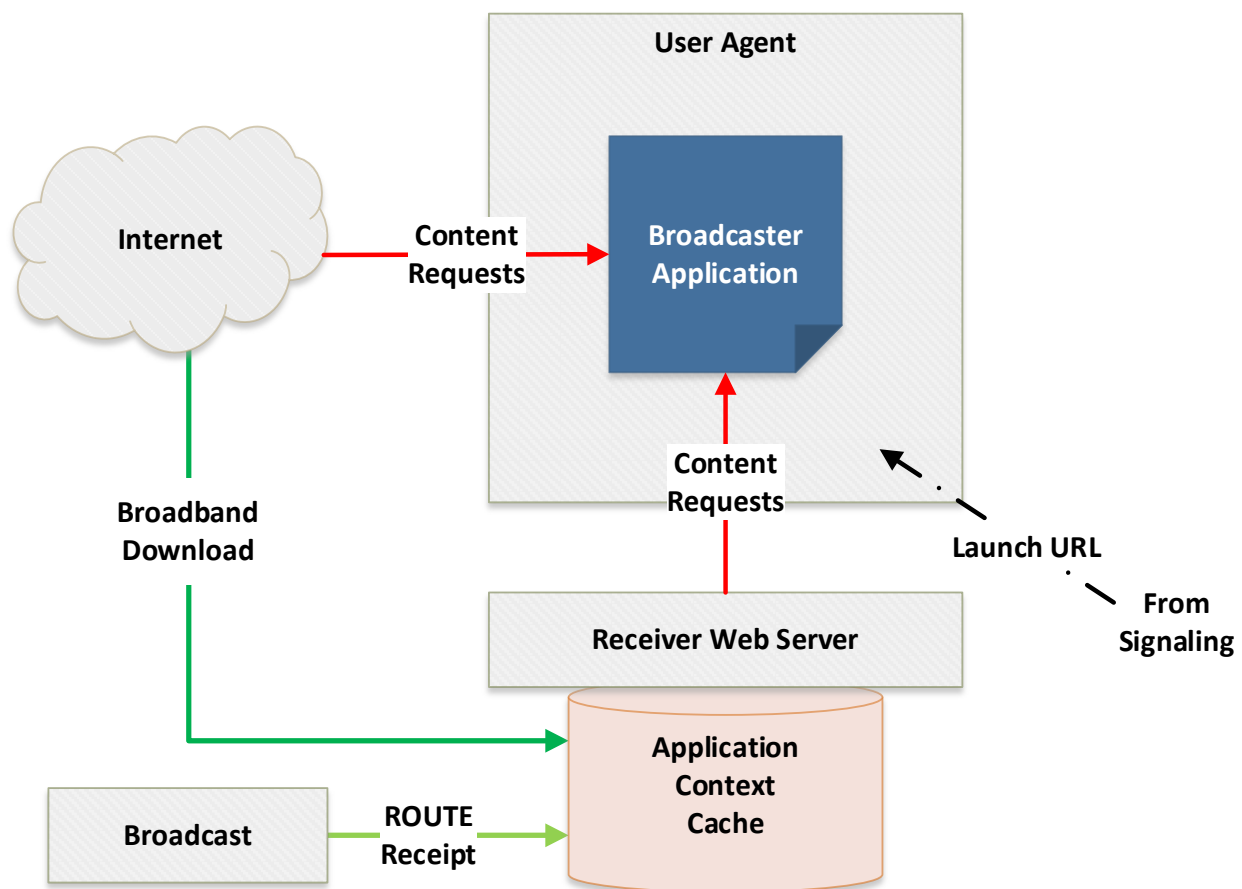 User Agent
Internet
Content
Requests
Broadcaster
Application
Content
Requests
Broadband
Download
Launch URL
From
Signaling
Receiver Web Server
Application
Context
Cache
Broadcast
ROUTE
Receipt